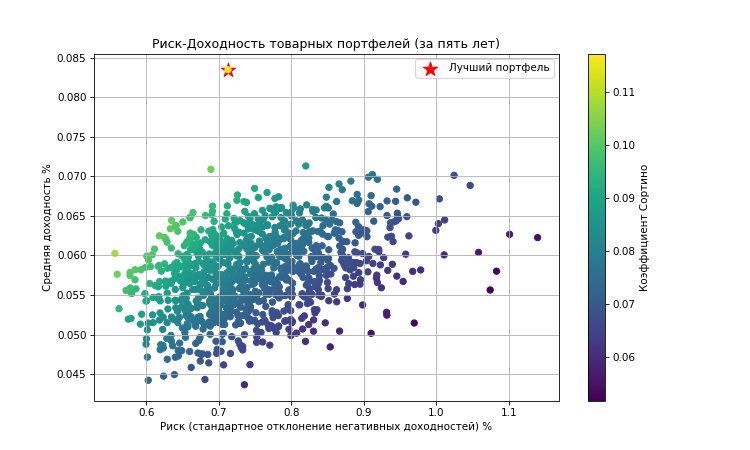 Риск-Доходность товарных портфелей (за пять лет)
Лучший портфель
Средняя доходность %
0.085
0.080
0.075
0.070
0.065
0.060
0.055
0.050
0.045
0.6 0.7 0.8 0.9 1.0 1.1
Риск (стандартное отклонение негативных доходностей) %
0.11
0.10
0.09
0.08
0.07
0.06
Коэффициент Сортино